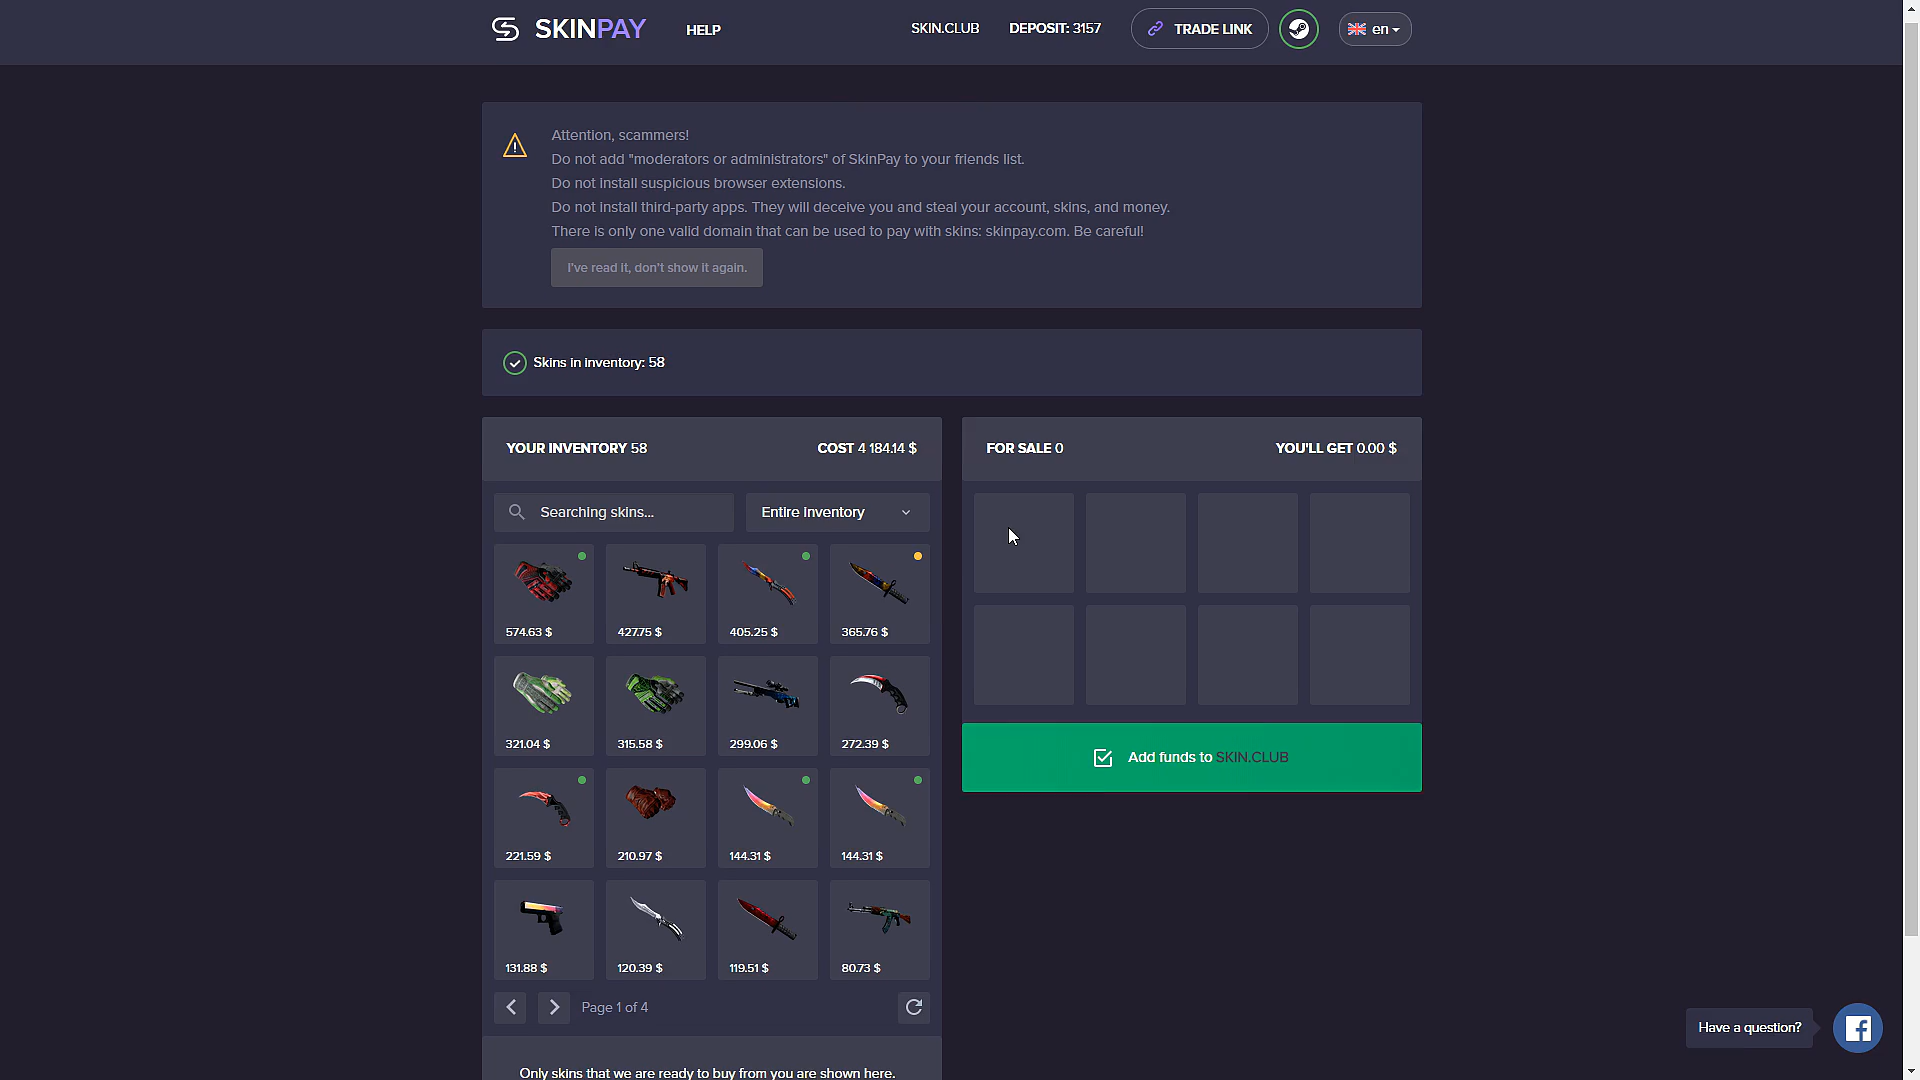 SKINPAY
HELP
SKIN.CLUB
DEPOSIT: 3157
TRADE LINK
en
Attention, scammers!
Do not add "moderators or administrators" of SkinPay to your friends list.
Do not install suspicious browser extensions.
Do not install third-party apps. They will deceive you and steal your account, skins, and money.
There is only one valid domain that can be used to pay with skins: skinpay.com. Be careful!
I've read it, don't show it again.
Skins in inventory: 58
YOUR INVENTORY 58
COST 4 184.14 $
Searching skins...
Entire Inventory
574.63 $
427.75 $
405.25 $
365.76 $
321.04 $
315.58 $
299.06 $
272.39 $
221.59 $
210.97 $
144.31 $
144.31 $
131.88 $
120.39 $
119.51 $
80.73 $
Page 1 of 4
Only skins that we are ready to buy from you are shown here.
FOR SALE 0
YOU'LL GET 0.00 $
Add funds to SKIN.CLUB
Have a question?